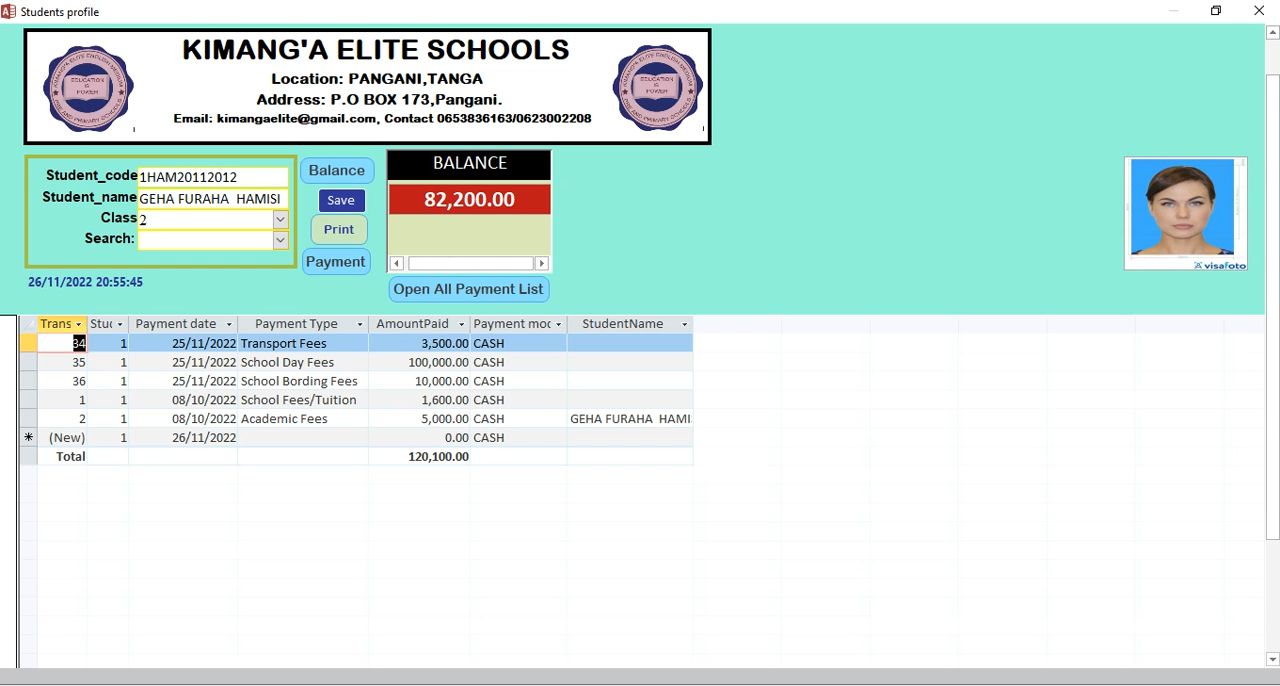 Students profile
KIMANG'A ELITE SCHOOLS
Location: PANGANI,TANGA
Address: P.O BOX 173,Pangani.
Email: kimangaelite@gmail.com, Contact 0653836163/0623002208
EDUCATION IS POWER
EDUCATION IS POWER
Student_code 1HAM20112012
Student_name GEHA FURAHA HAMISI
Class 2
Search:
26/11/2022 20:55:45
Balance
Save
Print
Payment
BALANCE
82,200.00
Open All Payment List
visafoto
Trans Stuc Payment date Payment Type AmountPaid Payment moc StudentName
34 1 25/11/2022 Transport Fees 3,500.00 CASH
35 1 25/11/2022 School Day Fees 100,000.00 CASH
36 1 25/11/2022 School Bording Fees 10,000.00 CASH
1 1 08/10/2022 School Fees/Tuition 1,600.00 CASH
2 1 08/10/2022 Academic Fees 5,000.00 CASH GEHA FURAHA HAMI
* (New) 1 26/11/2022 0.00 CASH
Total 120,100.00